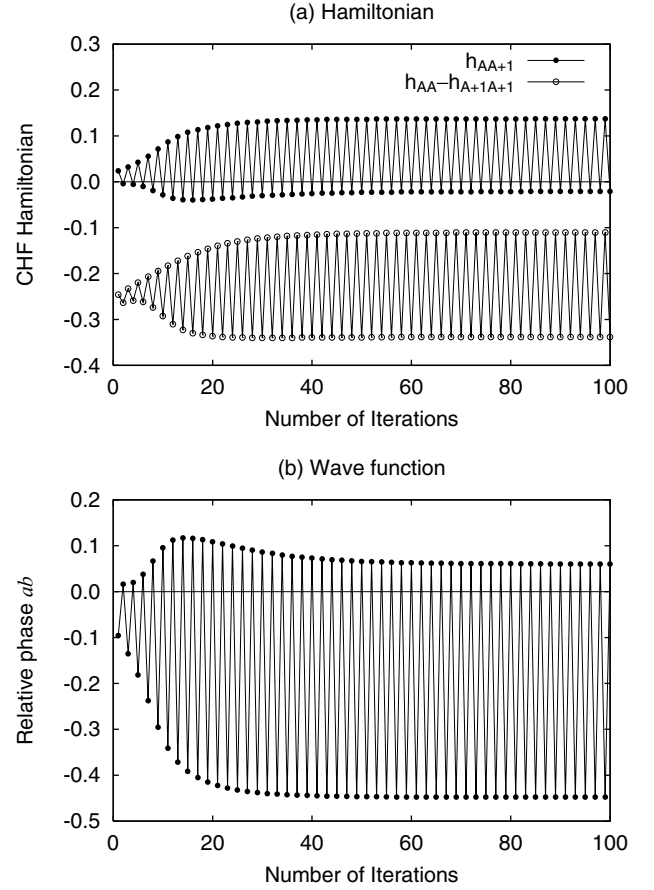 (a) Hamiltonian
0.3
0.2
0.1
0.0
-0.1
-0.2
-0.3
-0.4
CHF Hamiltonian
h_AA+1
h_AA–h_A+1A+1
0 20 40 60 80 100
Number of Iterations
(b) Wave function
0.2
0.1
0.0
-0.1
-0.2
-0.3
-0.4
-0.5
Relative phase ab
0 20 40 60 80 100
Number of Iterations